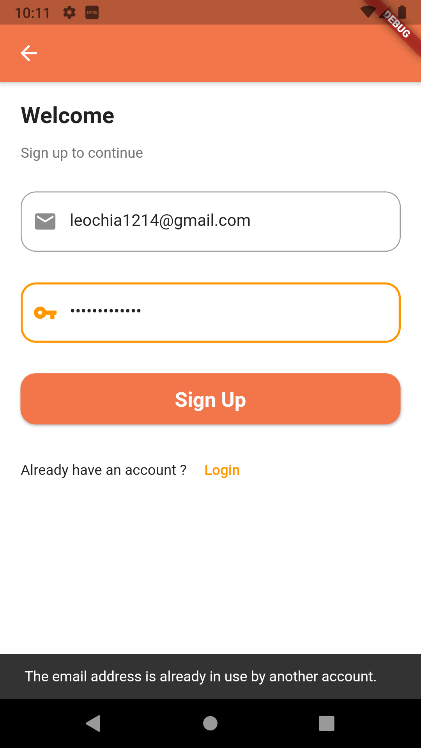 10:11
DEBUG
Welcome
Sign up to continue
leochia1214@gmail.com
•••••••••••••
Sign Up
Already have an account ? Login
The email address is already in use by another account.